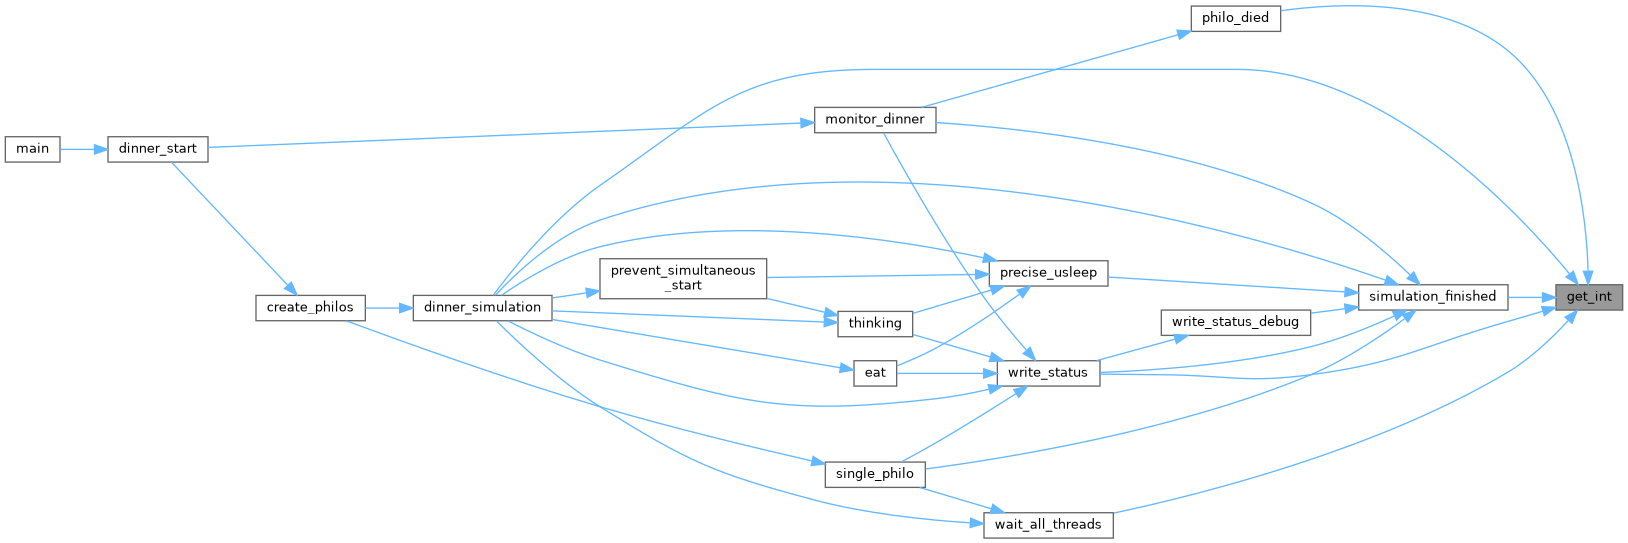 philo_died
monitor_dinner
main
dinner_start
prevent_simultaneous
_start
precise_usleep
simulation_finished
get_int
create_philos
dinner_simulation
thinking
write_status_debug
eat
write_status
single_philo
wait_all_threads